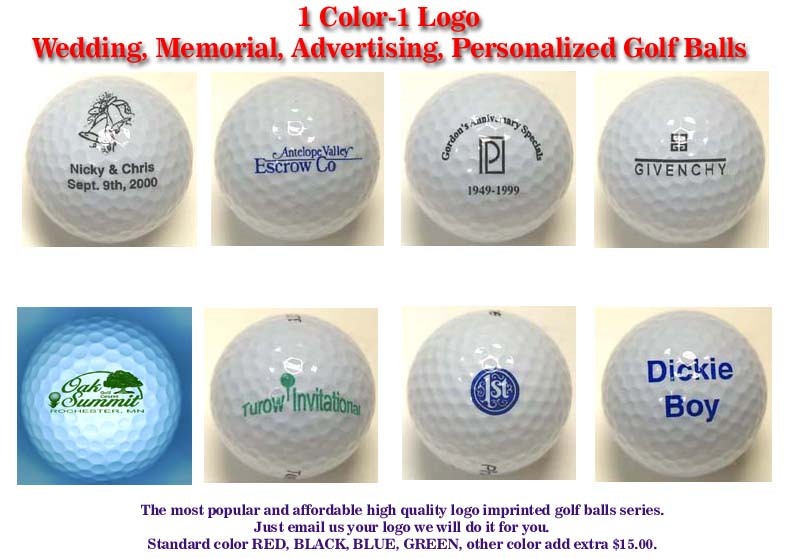 1 Color-1 Logo
Wedding, Memorial, Advertising, Personalized Golf Balls
Nicky & Chris
Sept. 9th, 2000
Antelope Valley
Escrow Co
Gordon's Anniversary Specials
P
1949-1999
GIVENCHY
Oak
Golf Course
Summit
ROCHESTER, MN
Turow Invitational
1st
Dickie
Boy
The most popular and affordable high quality logo imprinted golf balls series.
Just email us your logo we will do it for you.
Standard color RED, BLACK, BLUE, GREEN, other color add extra $15.00.